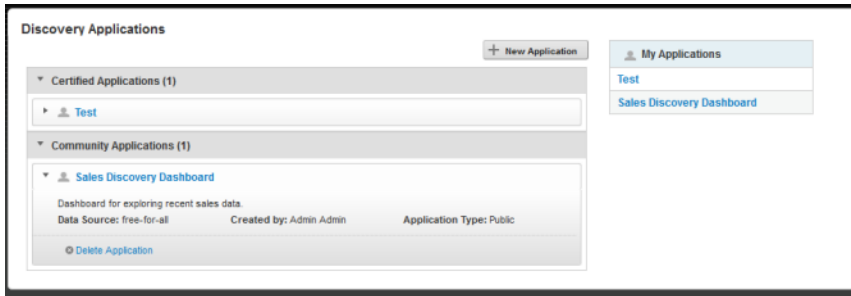 Discovery Applications
New Application
Certified Applications (1)
Test
Community Applications (1)
Sales Discovery Dashboard
Dashboard for exploring recent sales data.
Data Source: free-for-all Created by: Admin Admin Application Type: Public
Delete Application
My Applications
Test
Sales Discovery Dashboard